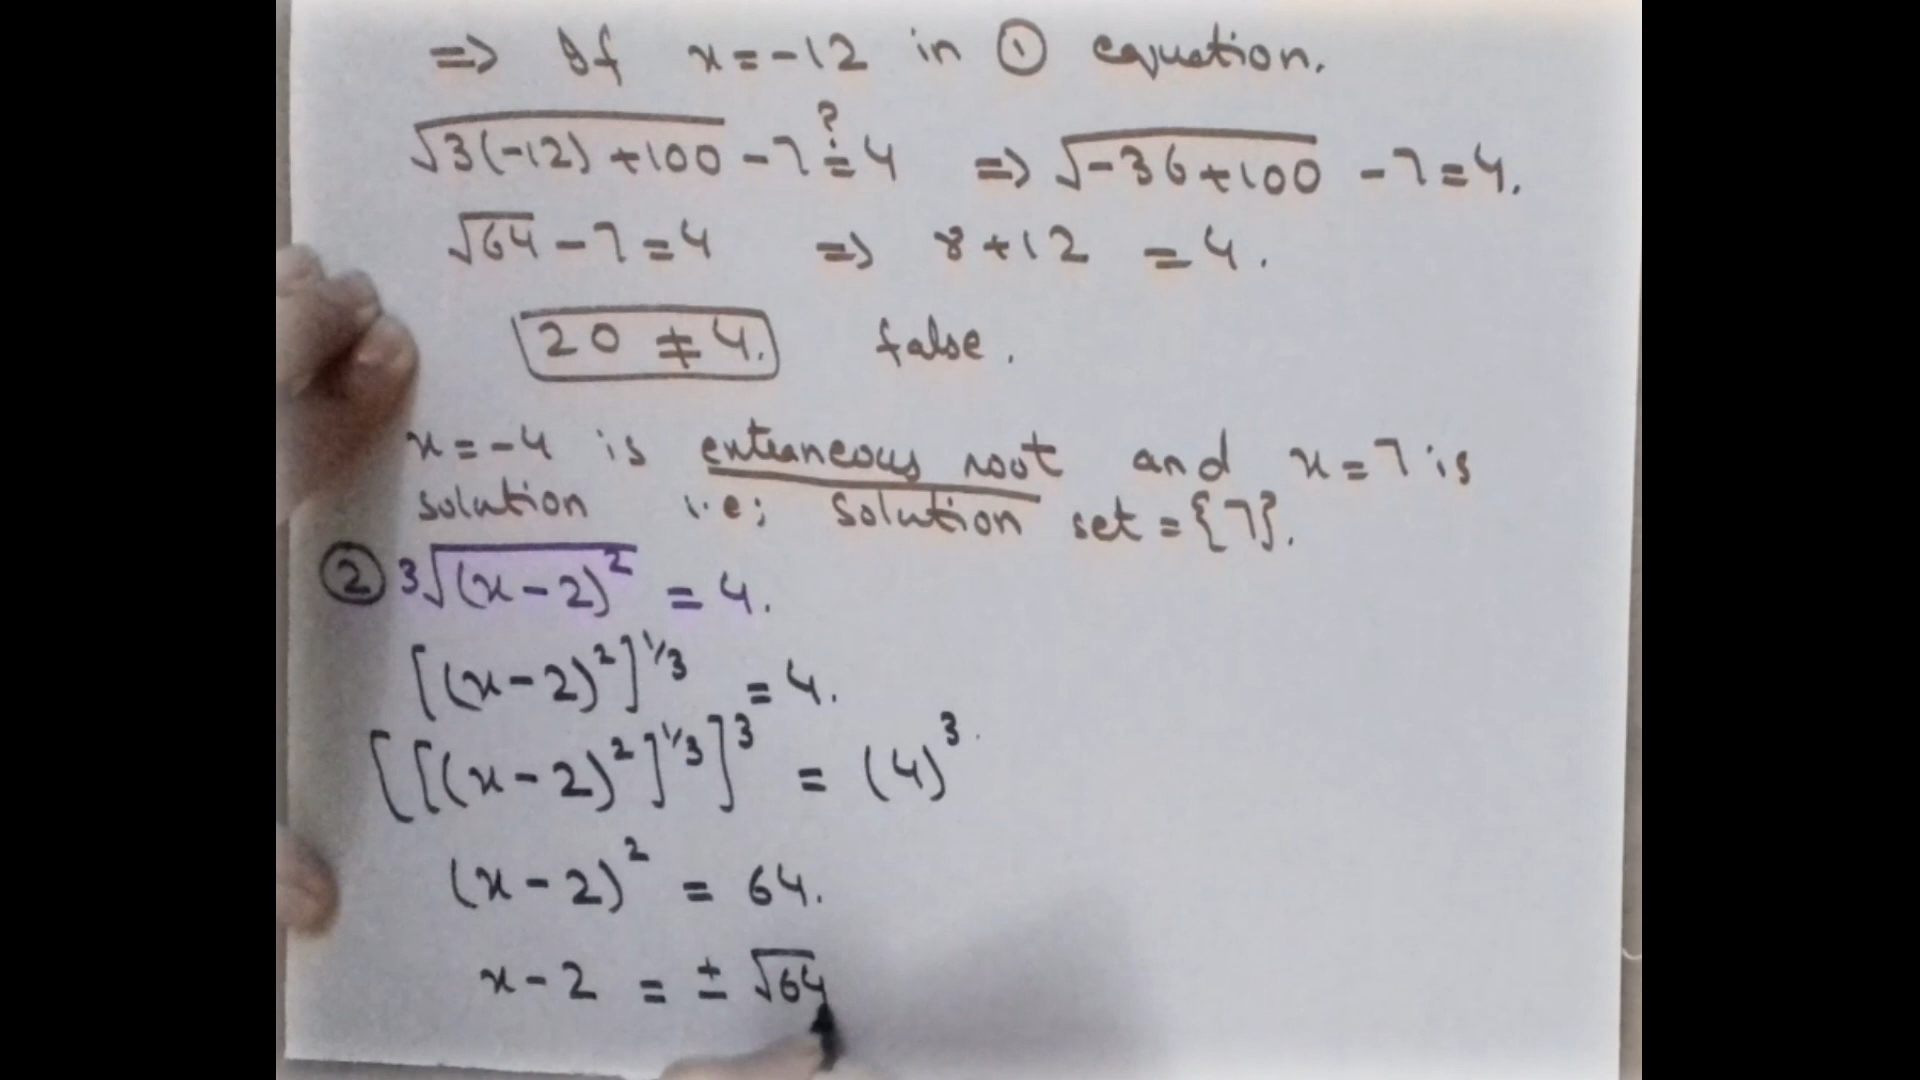 => If x = -12 in ① equation.
√3(-12) + 100 - 7 ≟ 4 => √-36+100 - 7 = 4.
√64 - 7 = 4 => 8 + 12 = 4.
20 ≠ 4. false.
x = -4 is extraneous root and x = 7 is
solution i.e; solution set = {7}.
② ³√(x-2)² = 4.
[(x-2)²]^1/3 = 4.
[[(x-2)²]^1/3]³ = (4)³
(x-2)² = 64.
x - 2 = ± √64